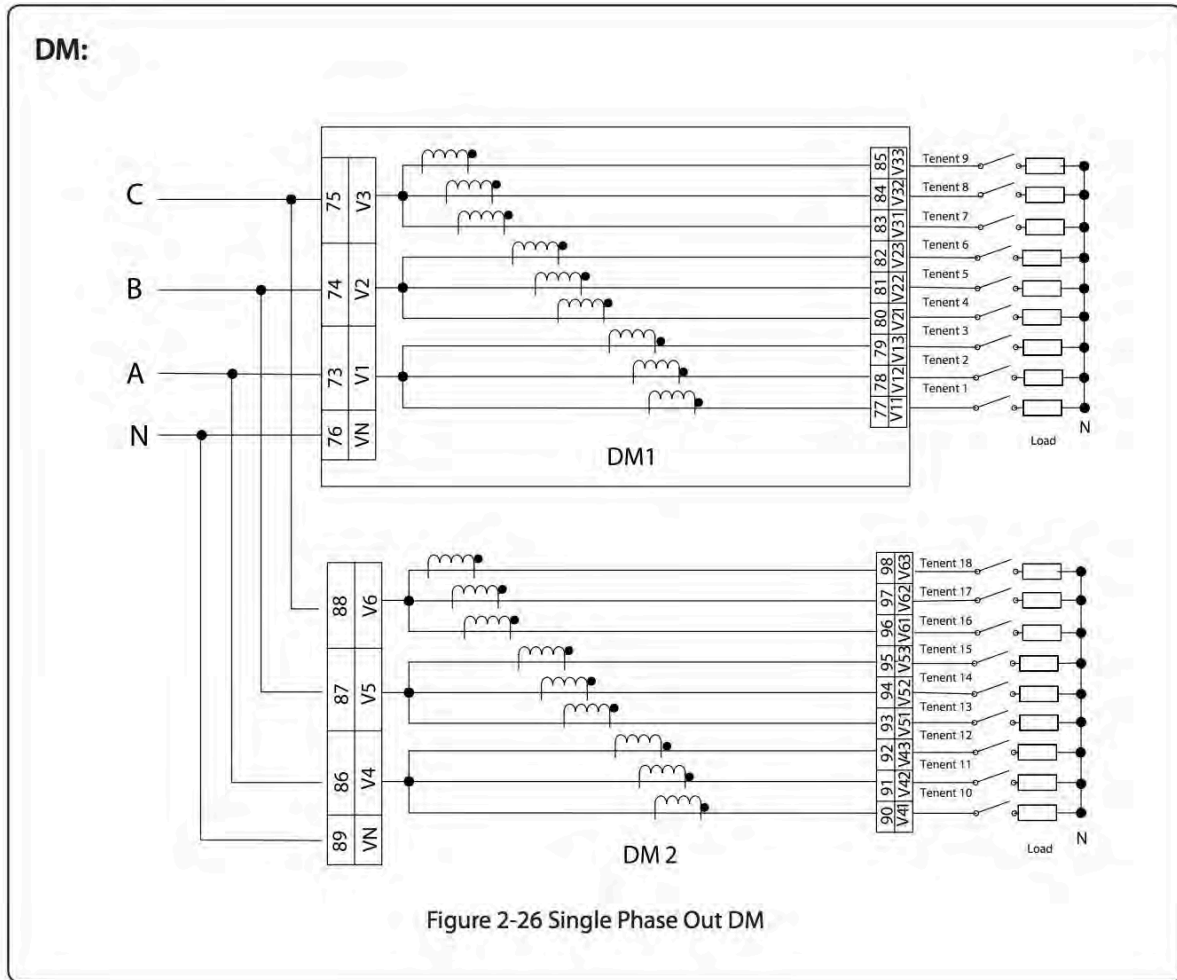 DM:
C
75
V3
85
V33
Tenent 9
84
V32
Tenent 8
83
V31
Tenent 7
B
74
V2
82
V23
Tenent 6
81
V22
Tenent 5
80
V21
Tenent 4
A
73
V1
79
V13
Tenent 3
78
V12
Tenent 2
77
V11
Tenent 1
N
76
VN
DM1
Load
N
88
V6
98
V63
Tenent 18
97
V62
Tenent 17
96
V61
Tenent 16
87
V5
95
V53
Tenent 15
94
V52
Tenent 14
93
V51
Tenent 13
86
V4
92
V43
Tenent 12
91
V42
Tenent 11
90
V41
Tenent 10
89
VN
DM 2
Load
N
Figure 2-26 Single Phase Out DM